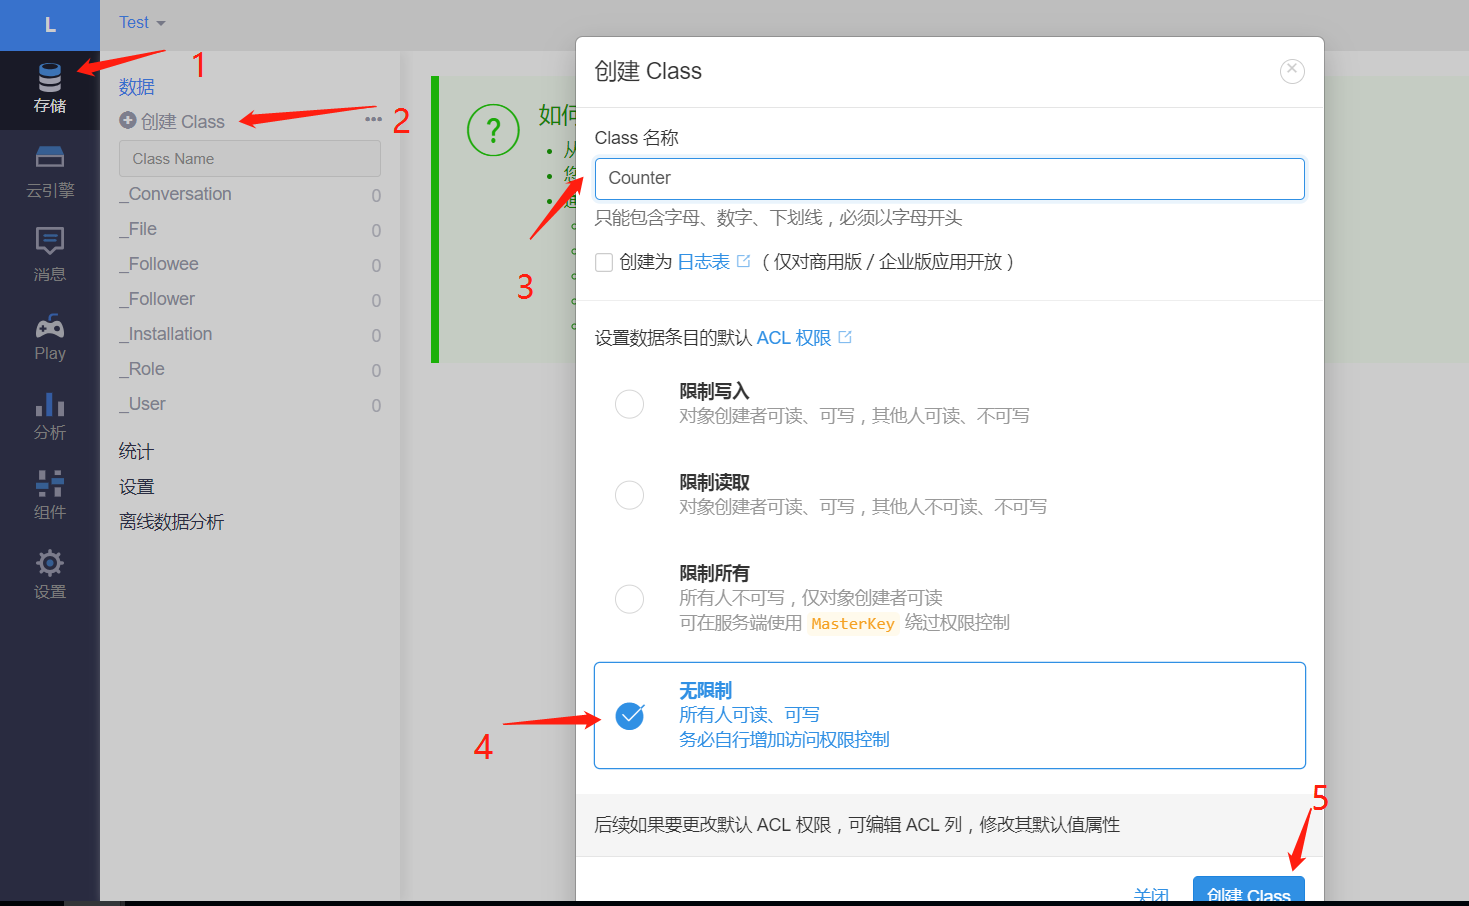 L
Test
存储
云引擎
消息
Play
分析
组件
设置
1
数据
创建 Class
2
Class Name
_Conversation 0
_File 0
_Followee 0
_Follower 0
_Installation 0
_Role 0
_User 0
统计
设置
离线数据分析
?
如何
从
您
通
创建 Class
Class 名称
Counter
3
只能包含字母、数字、下划线，必须以字母开头
创建为 日志表 （仅对商用版 / 企业版应用开放）
设置数据条目的默认 ACL 权限
限制写入
对象创建者可读、可写，其他人可读、不可写
限制读取
对象创建者可读、可写，其他人不可读、不可写
限制所有
所有人不可写，仅对象创建者可读
可在服务端使用 MasterKey 绕过权限控制
4
无限制
所有人可读、可写
务必自行增加访问权限控制
5
后续如果要更改默认 ACL 权限，可编辑 ACL 列，修改其默认值属性
关闭
创建 Class